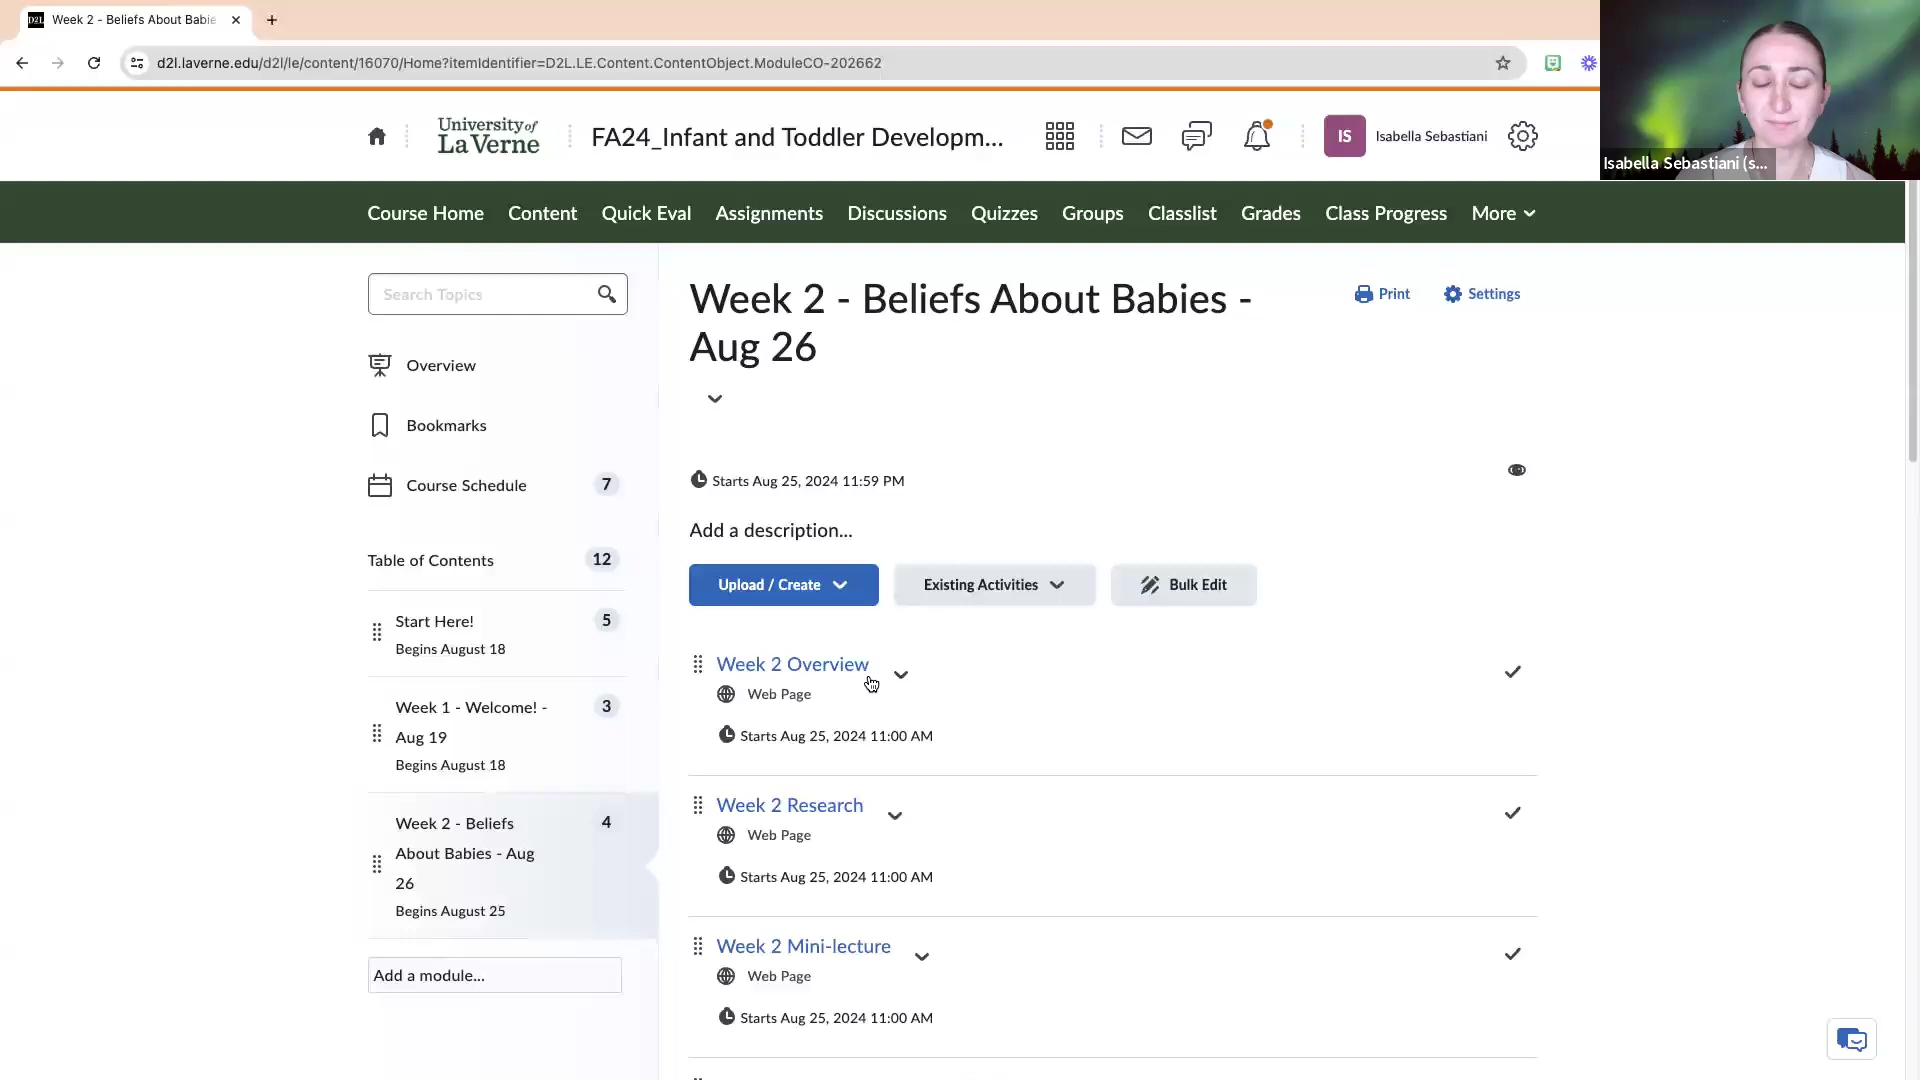 D2L Week 2 - Beliefs About Babie
d2l.laverne.edu/d2l/le/content/16070/Home?itemIdentifier=D2L.LE.Content.ContentObject.ModuleCO-202662
University of
La Verne
FA24_Infant and Toddler Developm...
IS
Isabella Sebastiani
Isabella Sebastiani (s...
Course Home Content Quick Eval Assignments Discussions Quizzes Groups Classlist Grades Class Progress More
Search Topics
Overview
Bookmarks
Course Schedule 7
Table of Contents 12
Start Here! 5
Begins August 18
Week 1 - Welcome! - 3
Aug 19
Begins August 18
Week 2 - Beliefs 4
About Babies - Aug
26
Begins August 25
Add a module...
Week 2 - Beliefs About Babies -
Aug 26
Print Settings
Starts Aug 25, 2024 11:59 PM
Add a description...
Upload / Create Existing Activities Bulk Edit
Week 2 Overview
Web Page
Starts Aug 25, 2024 11:00 AM
Week 2 Research
Web Page
Starts Aug 25, 2024 11:00 AM
Week 2 Mini-lecture
Web Page
Starts Aug 25, 2024 11:00 AM